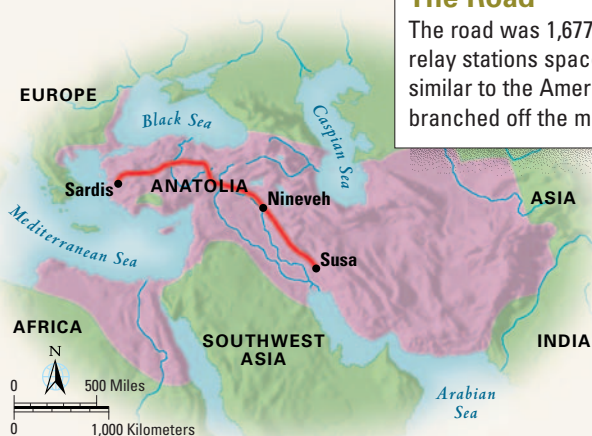 The Road
The road was 1,677
relay stations spac
similar to the Amer
branched off the m
EUROPE
Black Sea
Caspian Sea
Sardis
ANATOLIA
Nineveh
ASIA
Mediterranean Sea
Susa
AFRICA
SOUTHWEST
ASIA
INDIA
N
0 500 Miles
0 1,000 Kilometers
Arabian
Sea